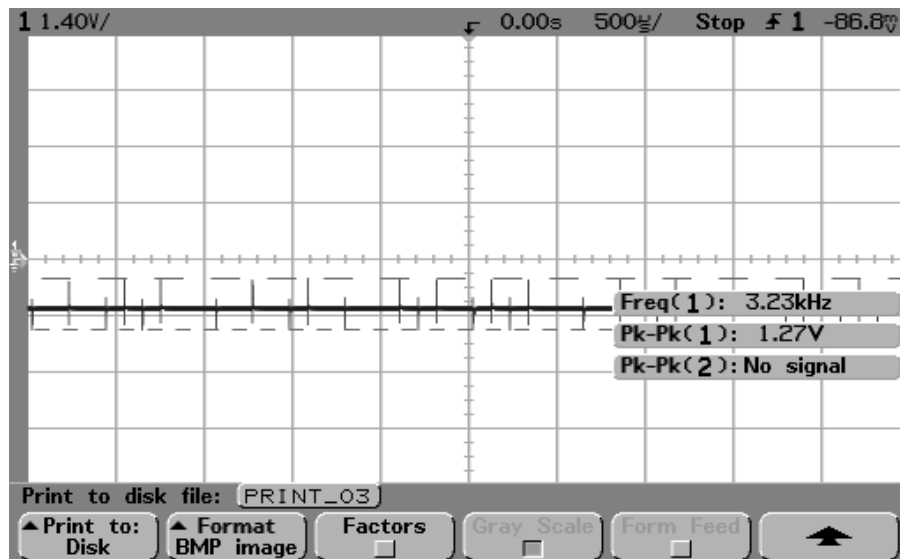 1 1.40V/ 0.00s 500µs/ Stop 1 -86.8mV
1
Freq(1): 3.23kHz
Pk-Pk(1): 1.27V
Pk-Pk(2): No signal
Print to disk file: PRINT_03
Print to: Format Factors Gray Scale Form Feed
Disk BMP image